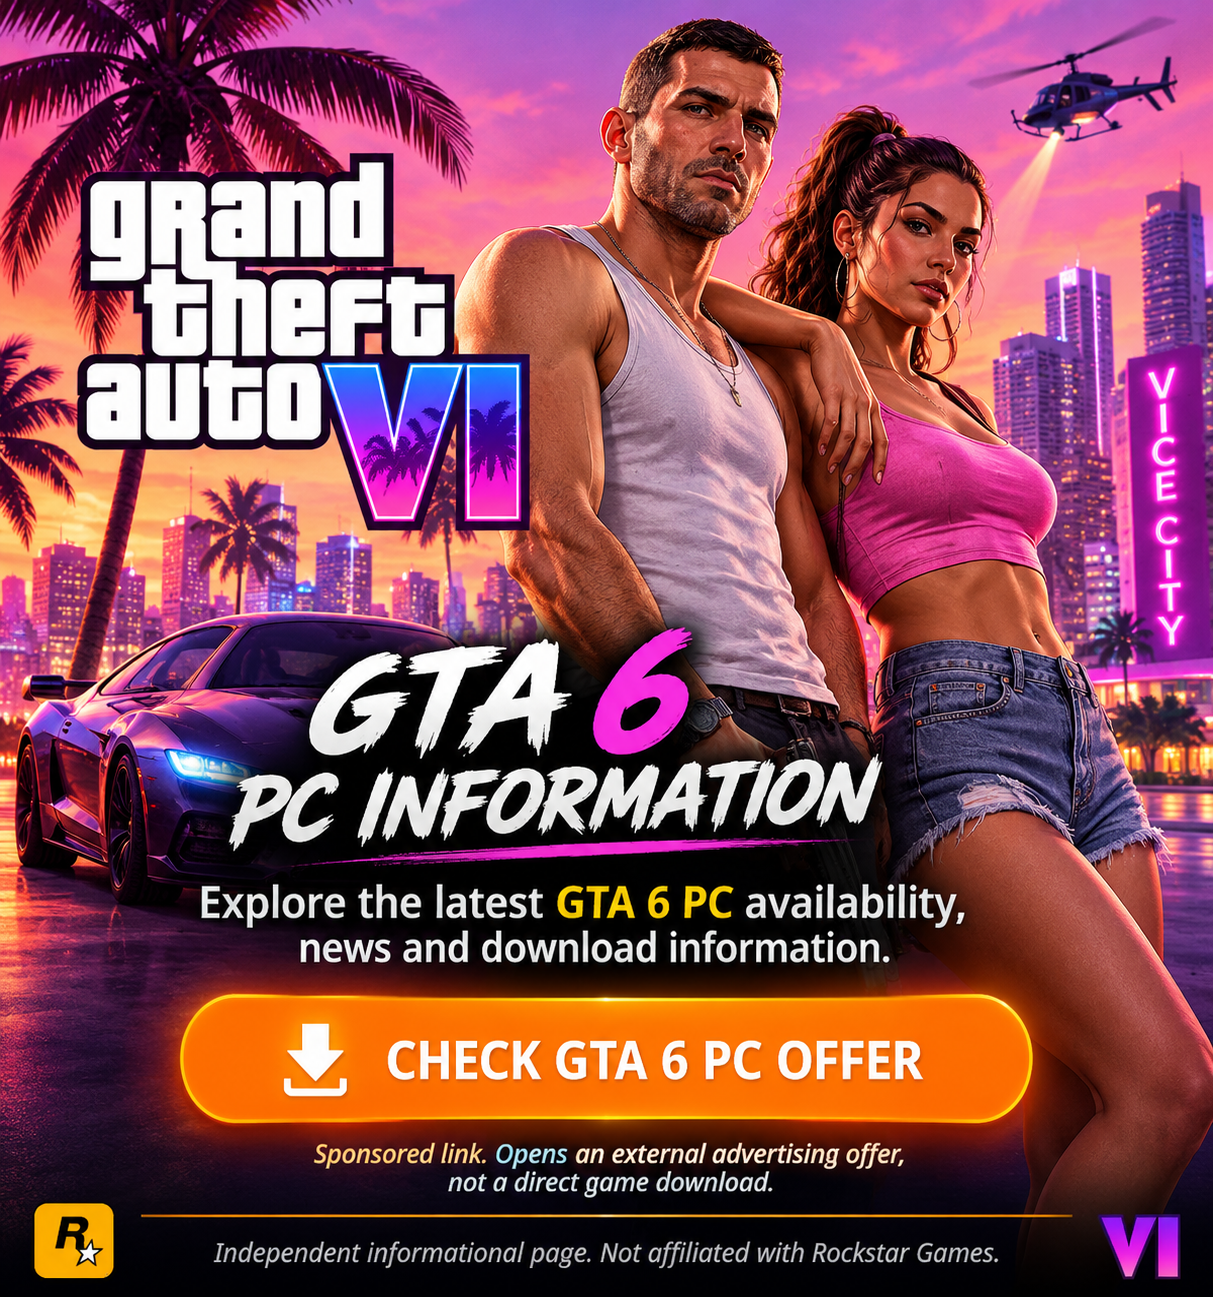 grand
theft
auto VI
VICE CITY
GTA 6
PC INFORMATION
Explore the latest GTA 6 PC availability,
news and download information.
CHECK GTA 6 PC OFFER
Sponsored link. Opens an external advertising offer,
not a direct game download.
R
Independent informational page. Not affiliated with Rockstar Games.
VI